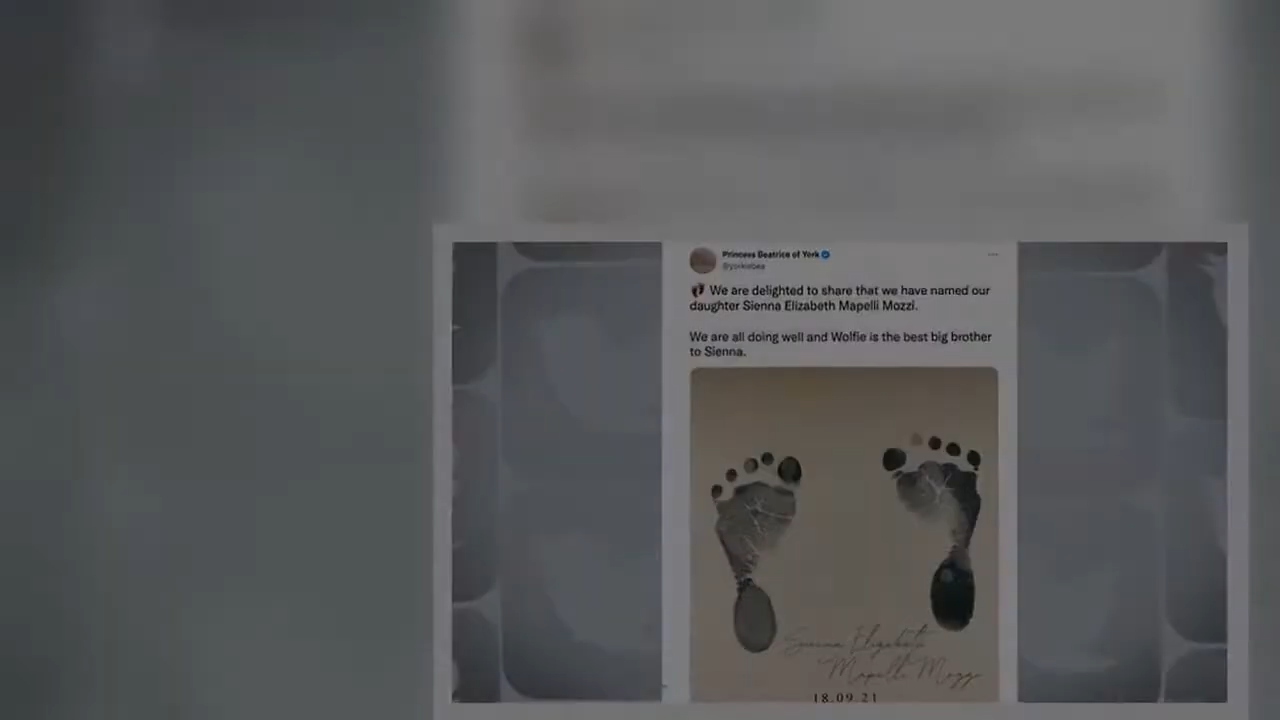 Princess Beatrice of York
@yorkiebea
👣 We are delighted to share that we have named our
daughter Sienna Elizabeth Mapelli Mozzi.
We are all doing well and Wolfie is the best big brother
to Sienna.
Sienna Elizabeth
Mapelli Mozzi
18.09.21